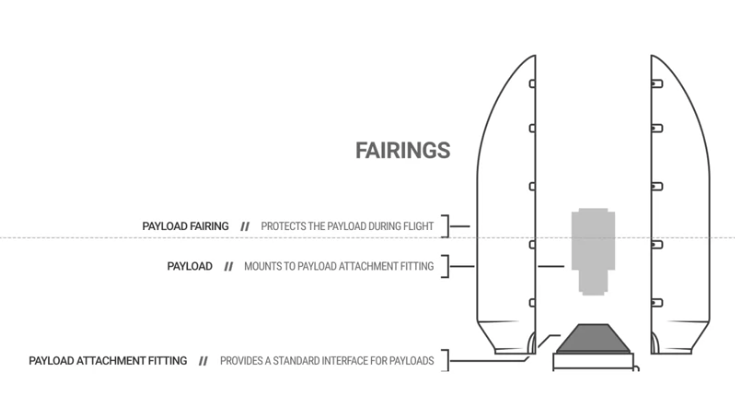 FAIRINGS
PAYLOAD FAIRING // PROTECTS THE PAYLOAD DURING FLIGHT
PAYLOAD // MOUNTS TO PAYLOAD ATTACHMENT FITTING
PAYLOAD ATTACHMENT FITTING // PROVIDES A STANDARD INTERFACE FOR PAYLOADS